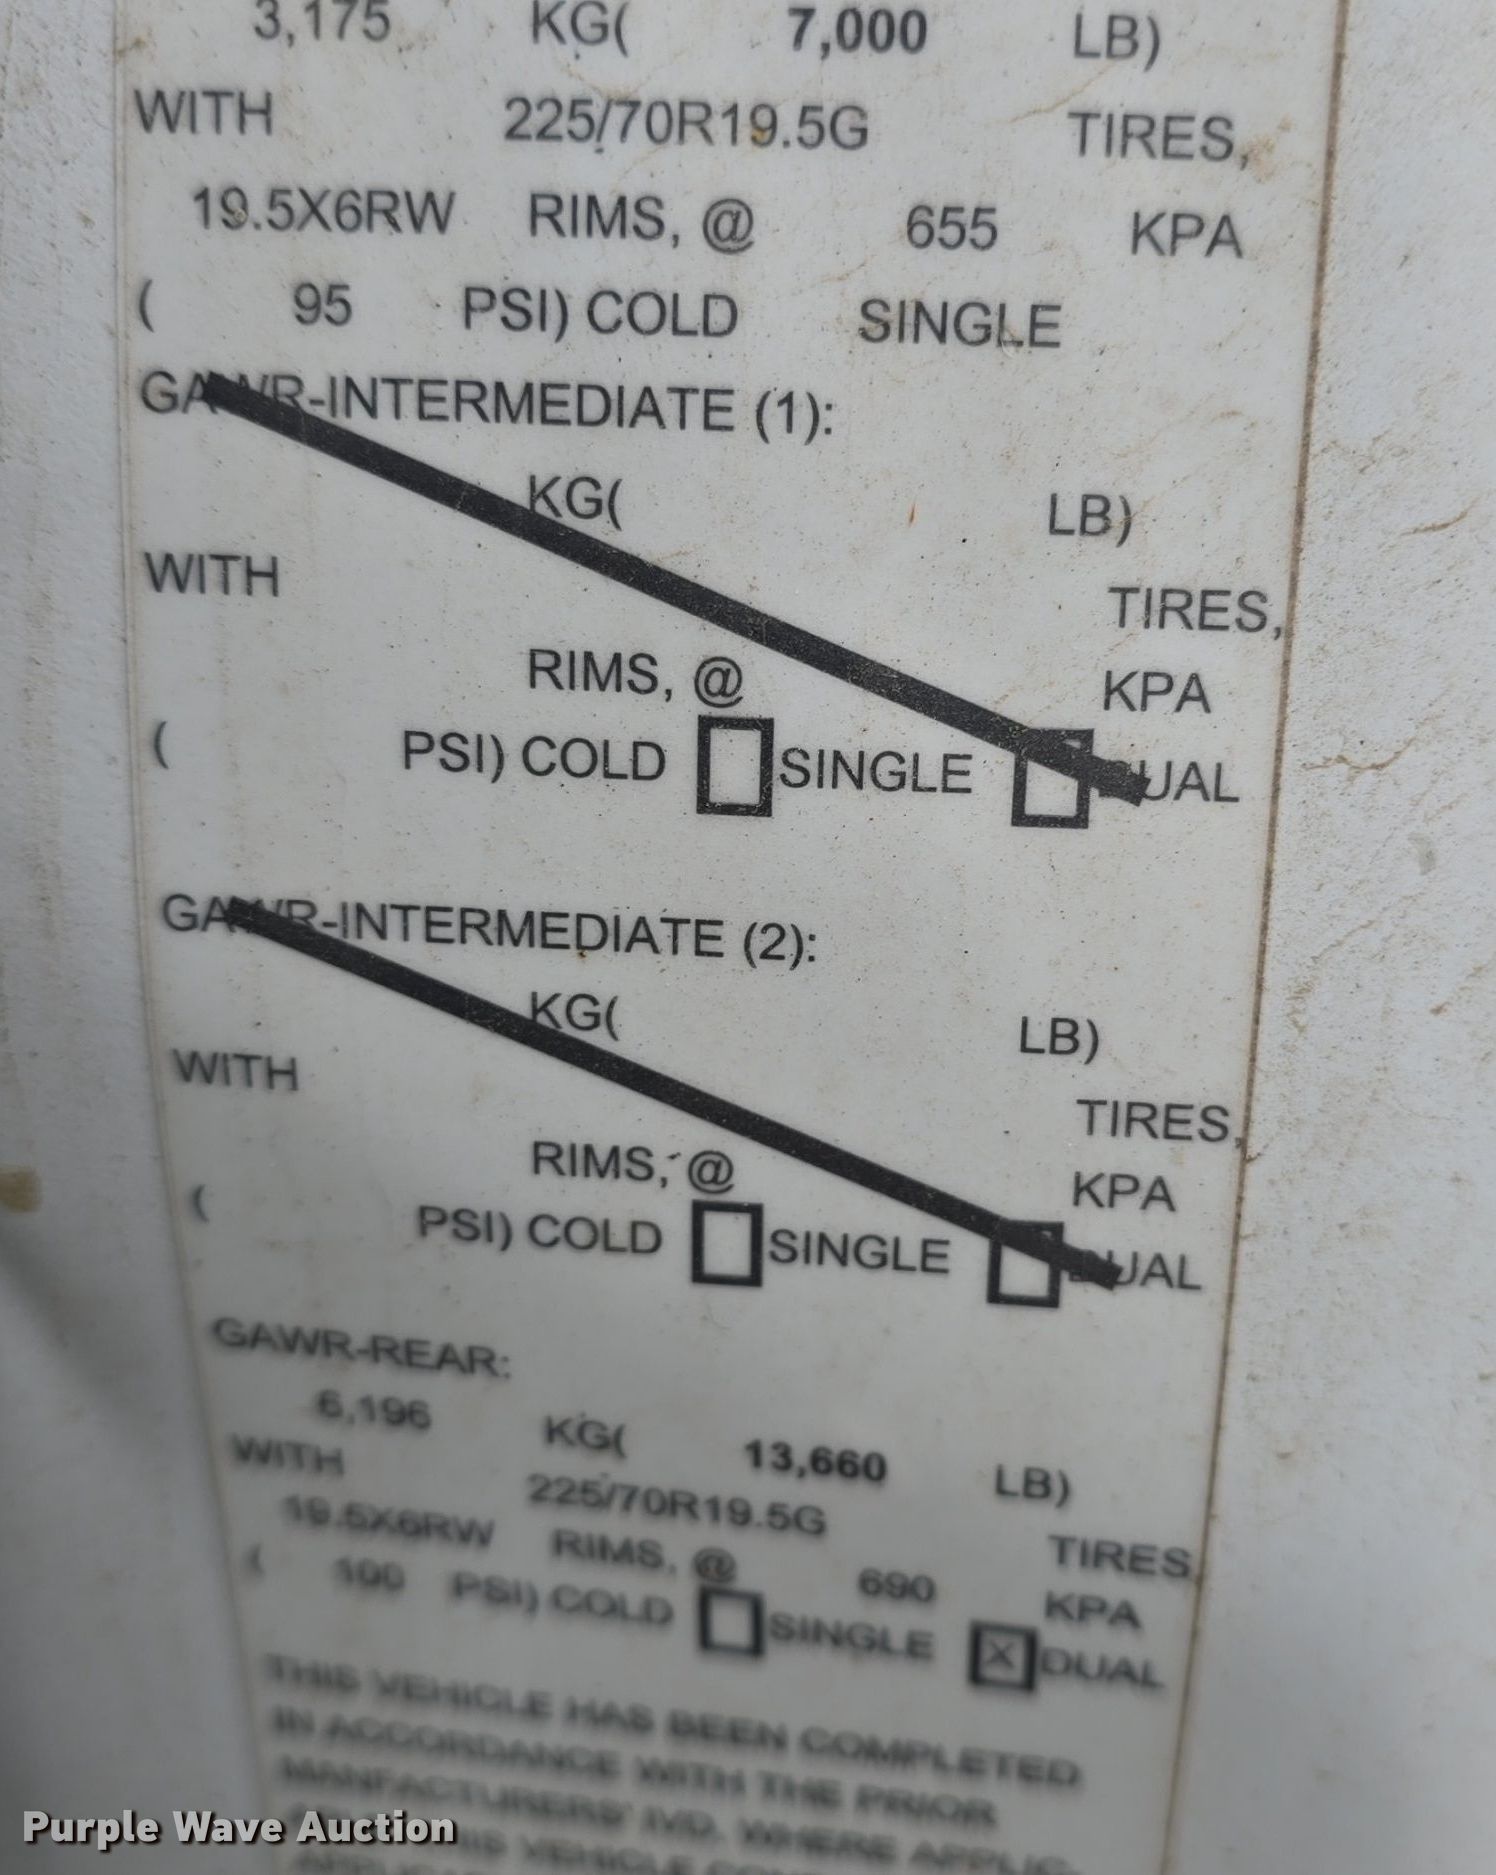 3,175 KG( 7,000 LB)
WITH 225/70R19.5G TIRES,
19.5X6RW RIMS, @ 655 KPA
( 95 PSI) COLD SINGLE
GAWR-INTERMEDIATE (1):
KG( LB)
WITH TIRES,
RIMS, @ KPA
( PSI) COLD SINGLE DUAL
GAWR-INTERMEDIATE (2):
KG( LB)
WITH TIRES,
RIMS, @ KPA
( PSI) COLD SINGLE DUAL
GAWR-REAR:
6,196 KG( 13,660 LB)
WITH 225/70R19.5G TIRES,
19.5X6RW RIMS, @ 690 KPA
( 100 PSI) COLD SINGLE X DUAL
THIS VEHICLE HAS BEEN COMPLETED
IN ACCORDANCE WITH THE PRIOR
MANFACTURERS' IVD. WHERE APPLIC-
THIS VEHICLE
Purple Wave Auction